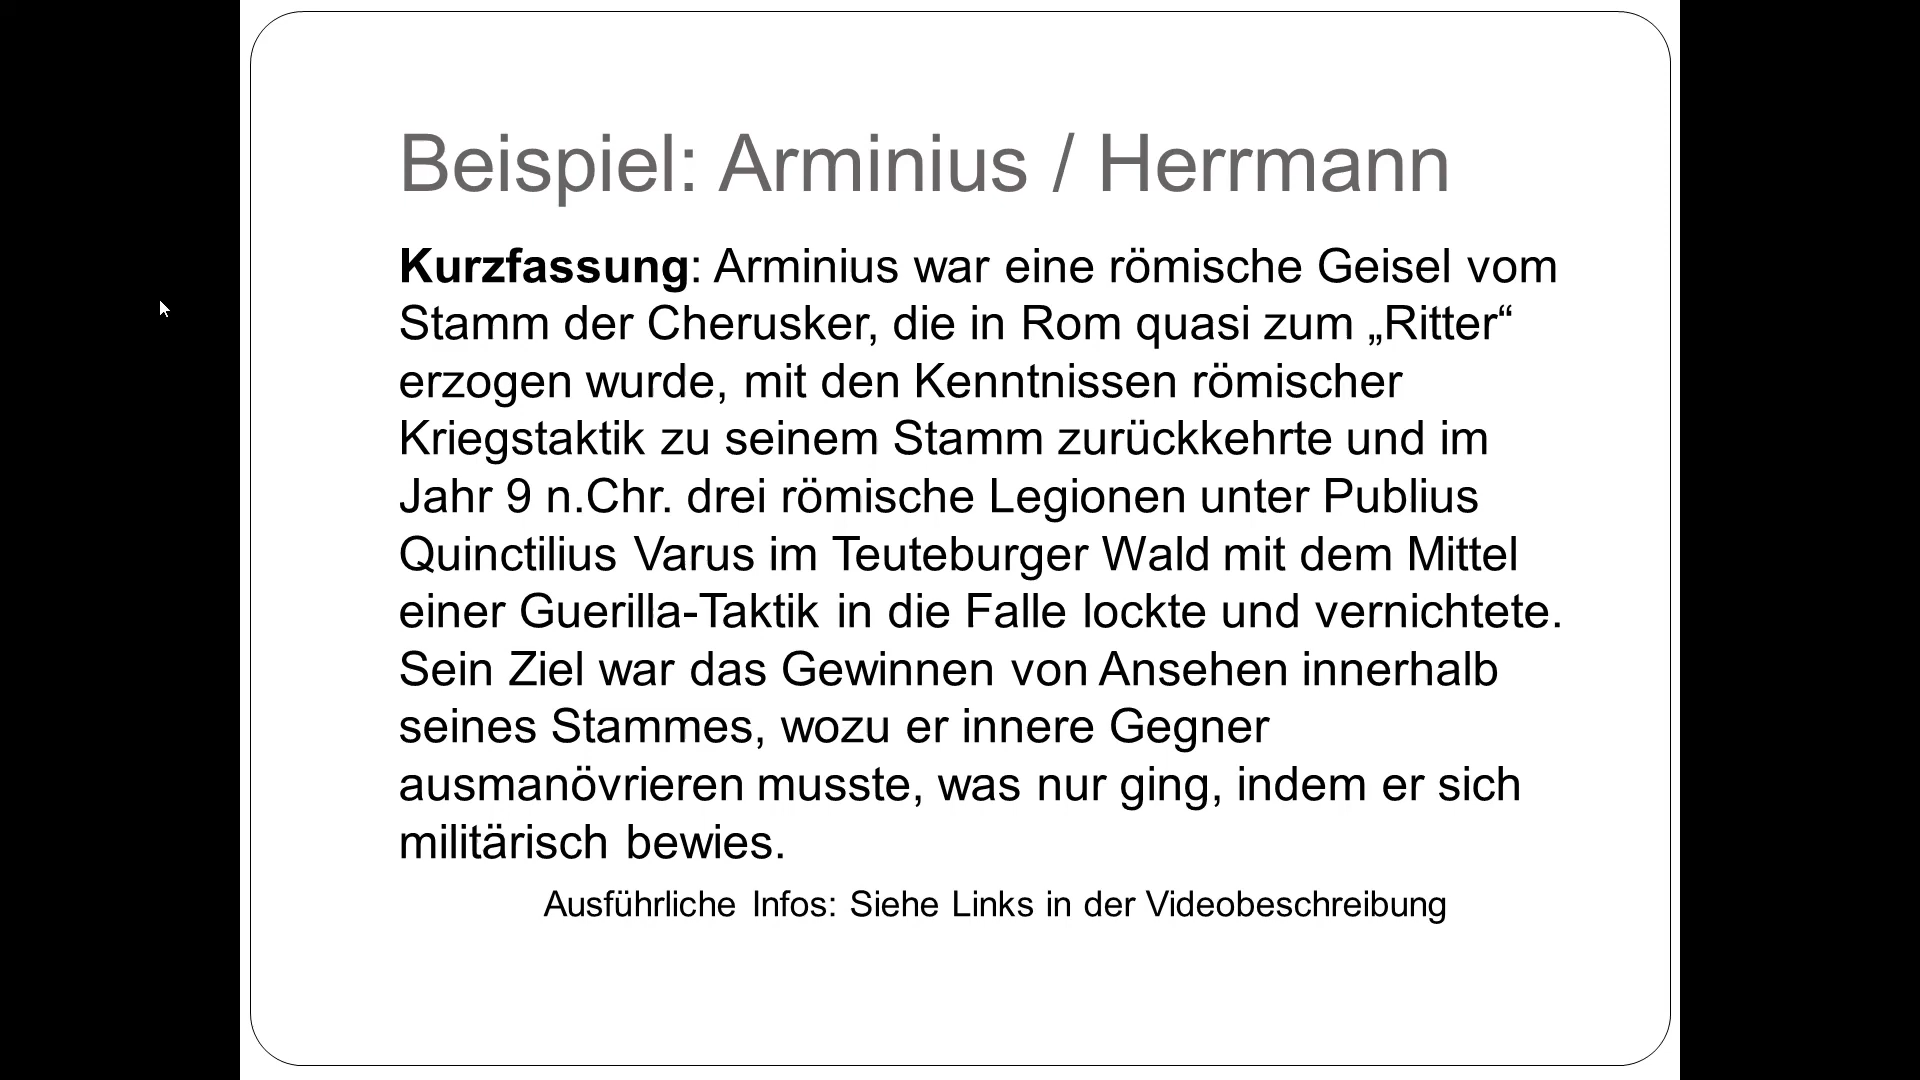 Beispiel: Arminius / Herrmann
Kurzfassung: Arminius war eine römische Geisel vom
Stamm der Cherusker, die in Rom quasi zum „Ritter“
erzogen wurde, mit den Kenntnissen römischer
Kriegstaktik zu seinem Stamm zurückkehrte und im
Jahr 9 n.Chr. drei römische Legionen unter Publius
Quinctilius Varus im Teuteburger Wald mit dem Mittel
einer Guerilla-Taktik in die Falle lockte und vernichtete.
Sein Ziel war das Gewinnen von Ansehen innerhalb
seines Stammes, wozu er innere Gegner
ausmanövrieren musste, was nur ging, indem er sich
militärisch bewies.
Ausführliche Infos: Siehe Links in der Videobeschreibung